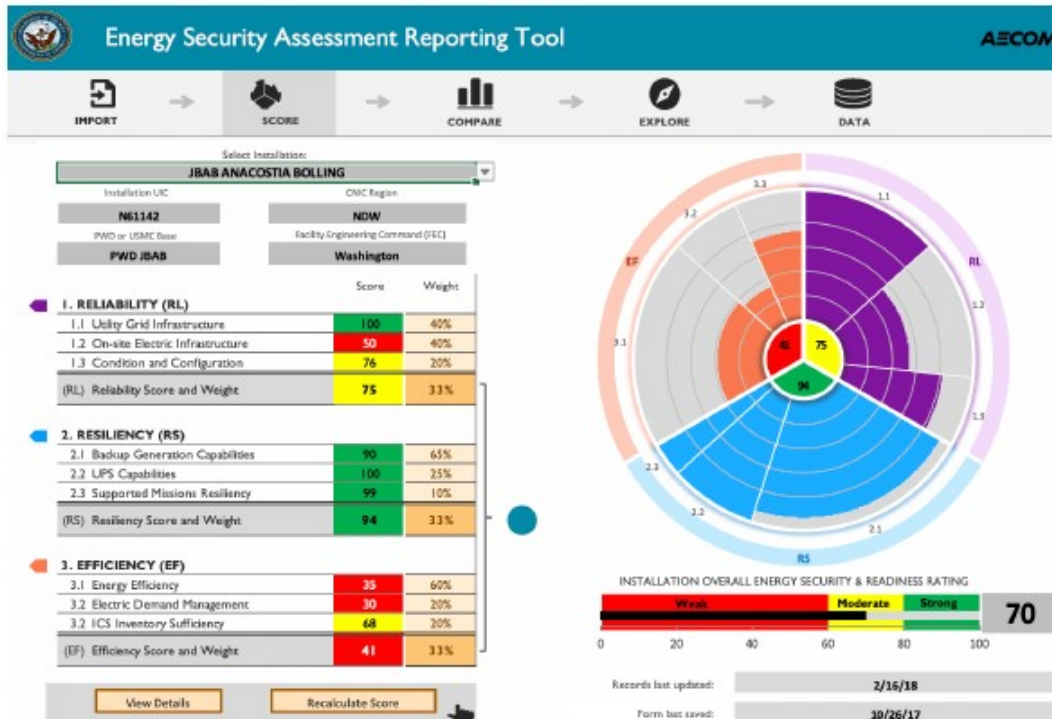 Energy Security Assessment Reporting Tool
AECOM
IMPORT
SCORE
COMPARE
EXPLORE
DATA
Select Installation:
JBAB ANACOSTIA BOLLING
Installation UIC
CNIC Region
N61142
NDW
PWD or USMC Base
Facility Engineering Command (FEC)
PWD JBAB
Washington
Score Weight
1. RELIABILITY (RL)
1.1 Utility Grid Infrastructure 100 40%
1.2 On-site Electric Infrastructure 50 40%
1.3 Condition and Configuration 76 20%
(RL) Reliability Score and Weight 75 33%
2. RESILIENCY (RS)
2.1 Backup Generation Capabilities 90 65%
2.2 UPS Capabilities 100 25%
2.3 Supported Missions Resiliency 99 10%
(RS) Resiliency Score and Weight 94 33%
3. EFFICIENCY (EF)
3.1 Energy Efficiency 35 60%
3.2 Electric Demand Management 30 20%
3.2 ICS Inventory Sufficiency 68 20%
(EF) Efficiency Score and Weight 41 33%
View Details
Recalculate Score
3.3
1.1
3.2
EF
RL
1.2
3.1
41
75
94
1.3
2.3
2.2
2.1
RS
INSTALLATION OVERALL ENERGY SECURITY & READINESS RATING
Weak Moderate Strong
70
0 20 40 60 80 100
Records last updated: 2/16/18
Form last saved: 10/26/17